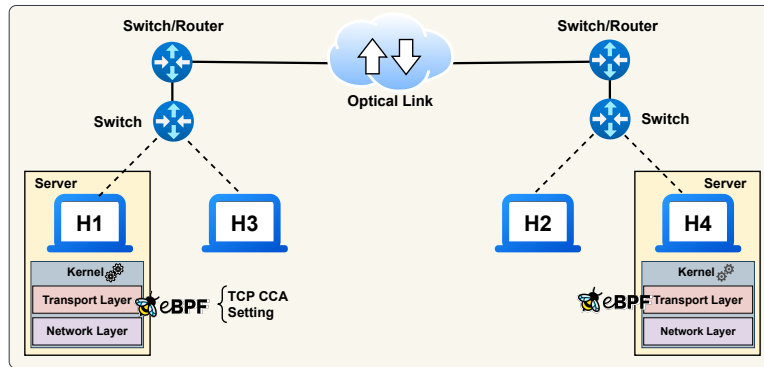 Switch/Router
Switch/Router
Optical Link
Switch
Switch
Server
Server
H1
H3
H2
H4
Kernel
Kernel
Transport Layer
eBPF
TCP CCA
Setting
eBPF
Transport Layer
Network Layer
Network Layer